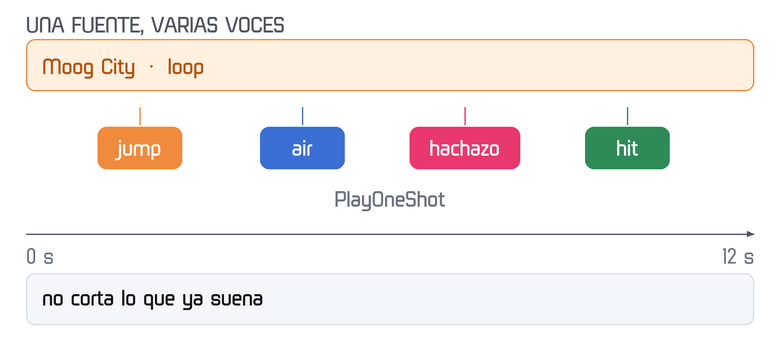 UNA FUENTE, VARIAS VOCES
Moog City · loop
jump air hachazo hit
PlayOneShot
0 s 12 s
no corta lo que ya suena